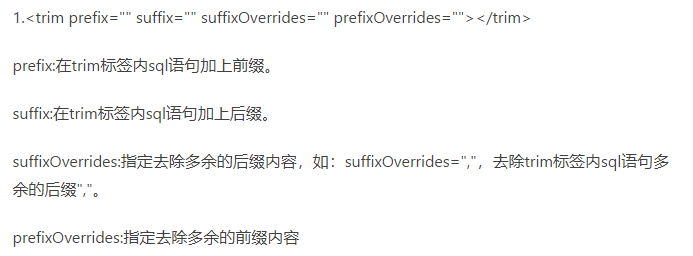 1.<trim prefix="" suffix="" suffixOverrides="" prefixOverrides=""></trim>
prefix:在trim标签内sql语句加上前缀。
suffix:在trim标签内sql语句加上后缀。
suffixOverrides:指定去除多余的后缀内容，如：suffixOverrides=","，去除trim标签内sql语句多
余的后缀","。
prefixOverrides:指定去除多余的前缀内容